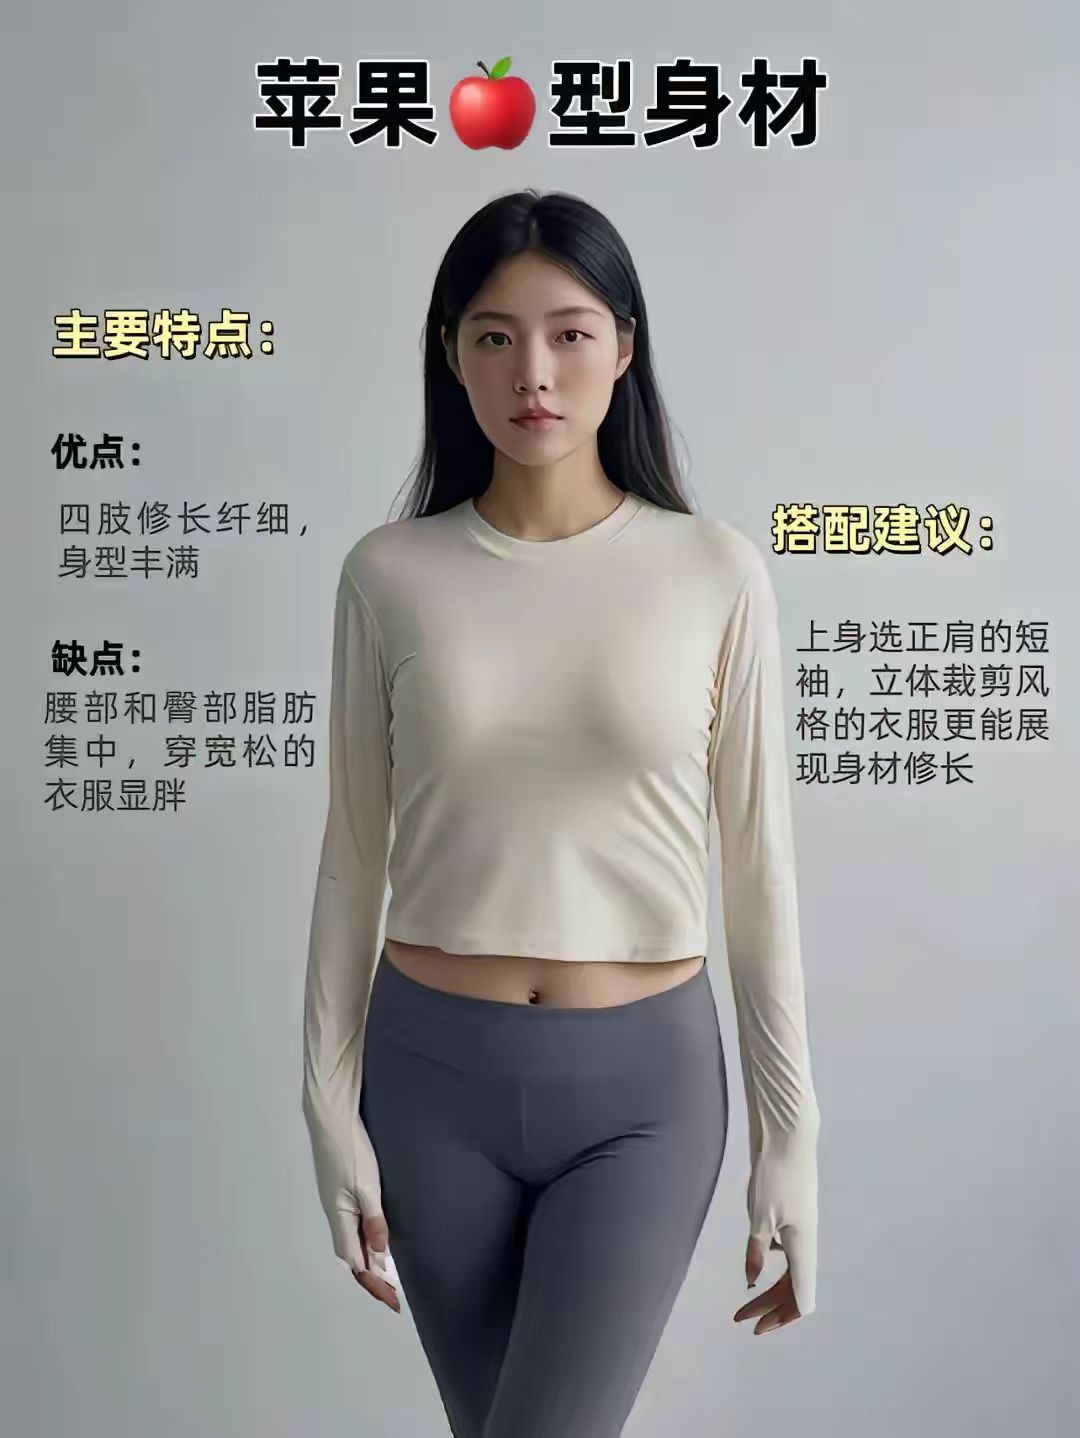 苹果🍎型身材
主要特点：
优点：
四肢修长纤细，
身型丰满
缺点：
腰部和臀部脂肪
集中，穿宽松的
衣服显胖
搭配建议：
上身选正肩的短
袖，立体裁剪风
格的衣服更能展
现身材修长